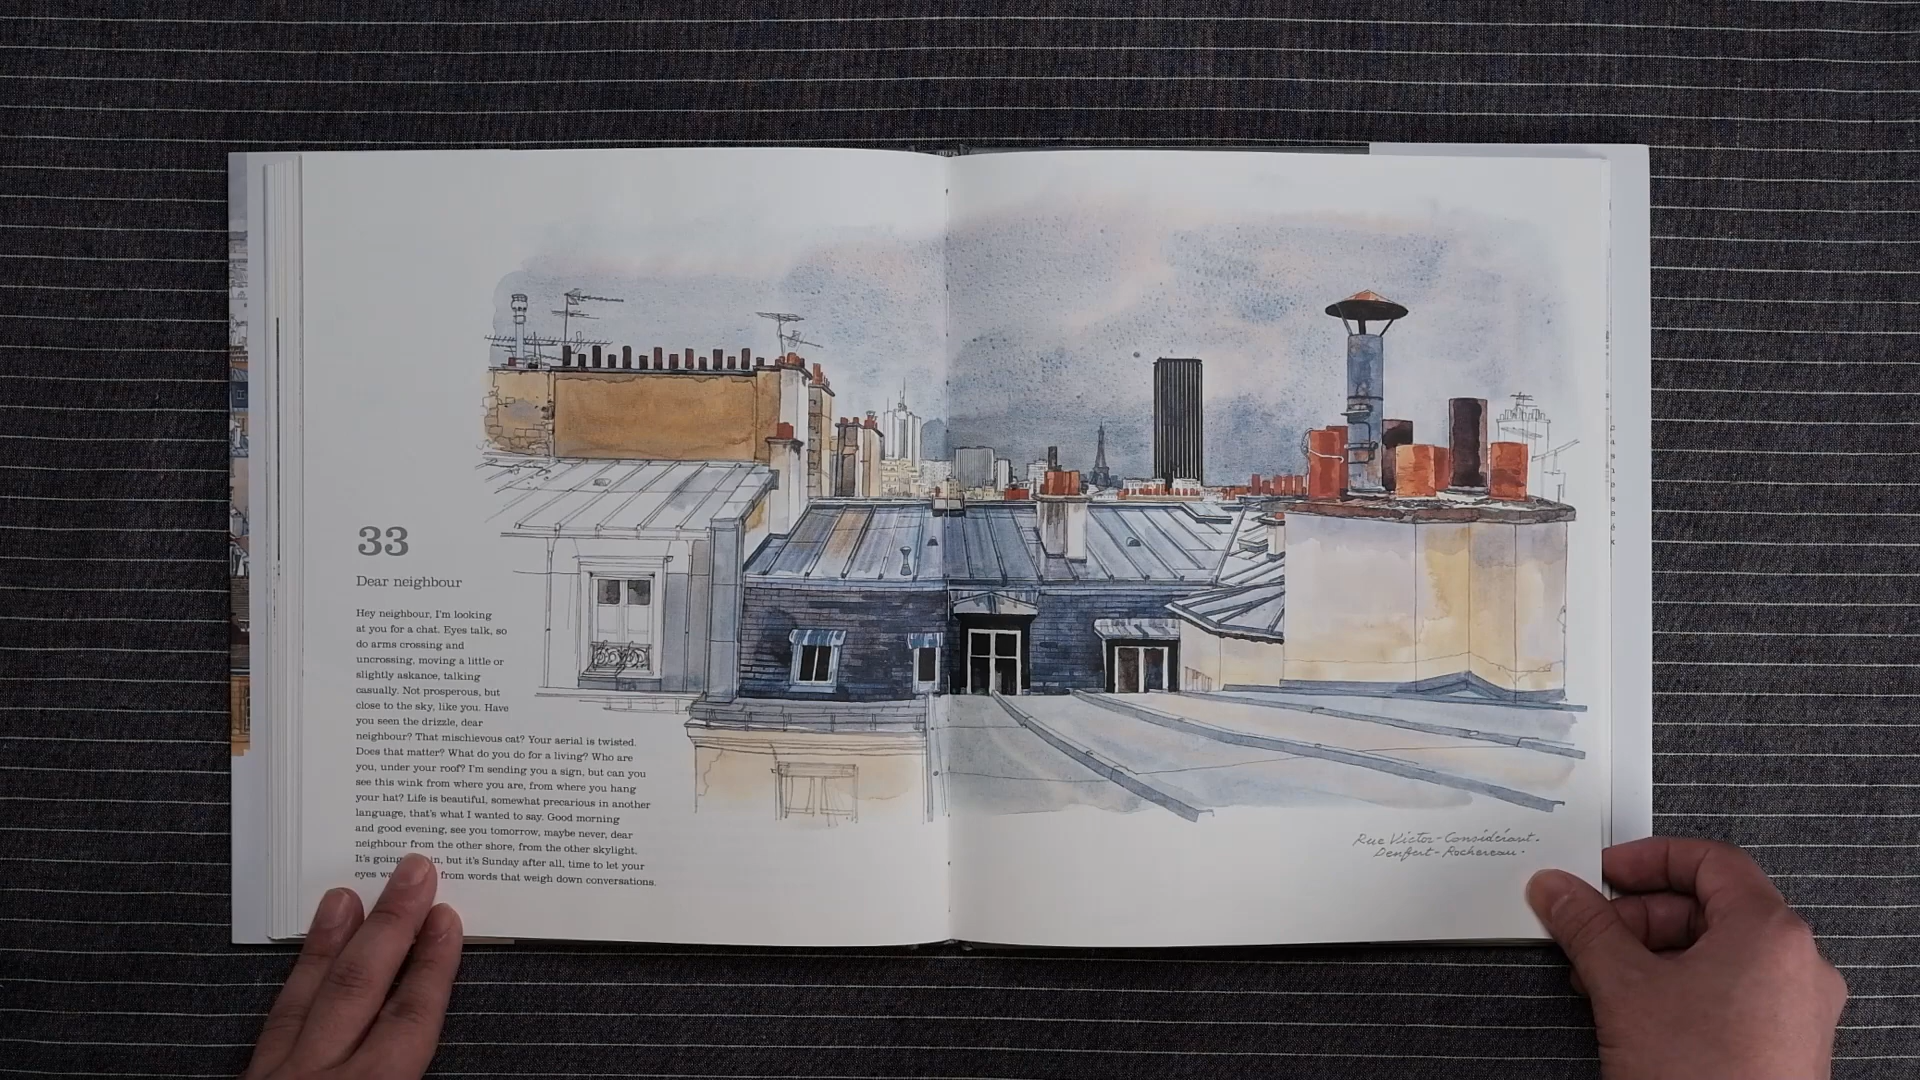 33
Dear neighbour
Hey neighbour, I'm looking
at you for a chat. Eyes talk, so
do arms crossing and
uncrossing, moving a little or
slightly askance, talking
casually. Not prosperous, but
close to the sky, like you. Have
you seen the drizzle, dear
neighbour? That mischievous cat? Your aerial is twisted.
Does that matter? What do you do for a living? Who are
you, under your roof? I'm sending you a sign, but can you
see this wink from where you are, from where you hang
your hat? Life is beautiful, somewhat precarious in another
language, that's what I wanted to say. Good morning
and good evening, see you tomorrow, maybe never, dear
neighbour from the other shore, from the other skylight.
It's going but it's Sunday after all, time to let your
eyes from words that weigh down conversations.
Rue Victor-Considérant.
Denfert-Rochereau.